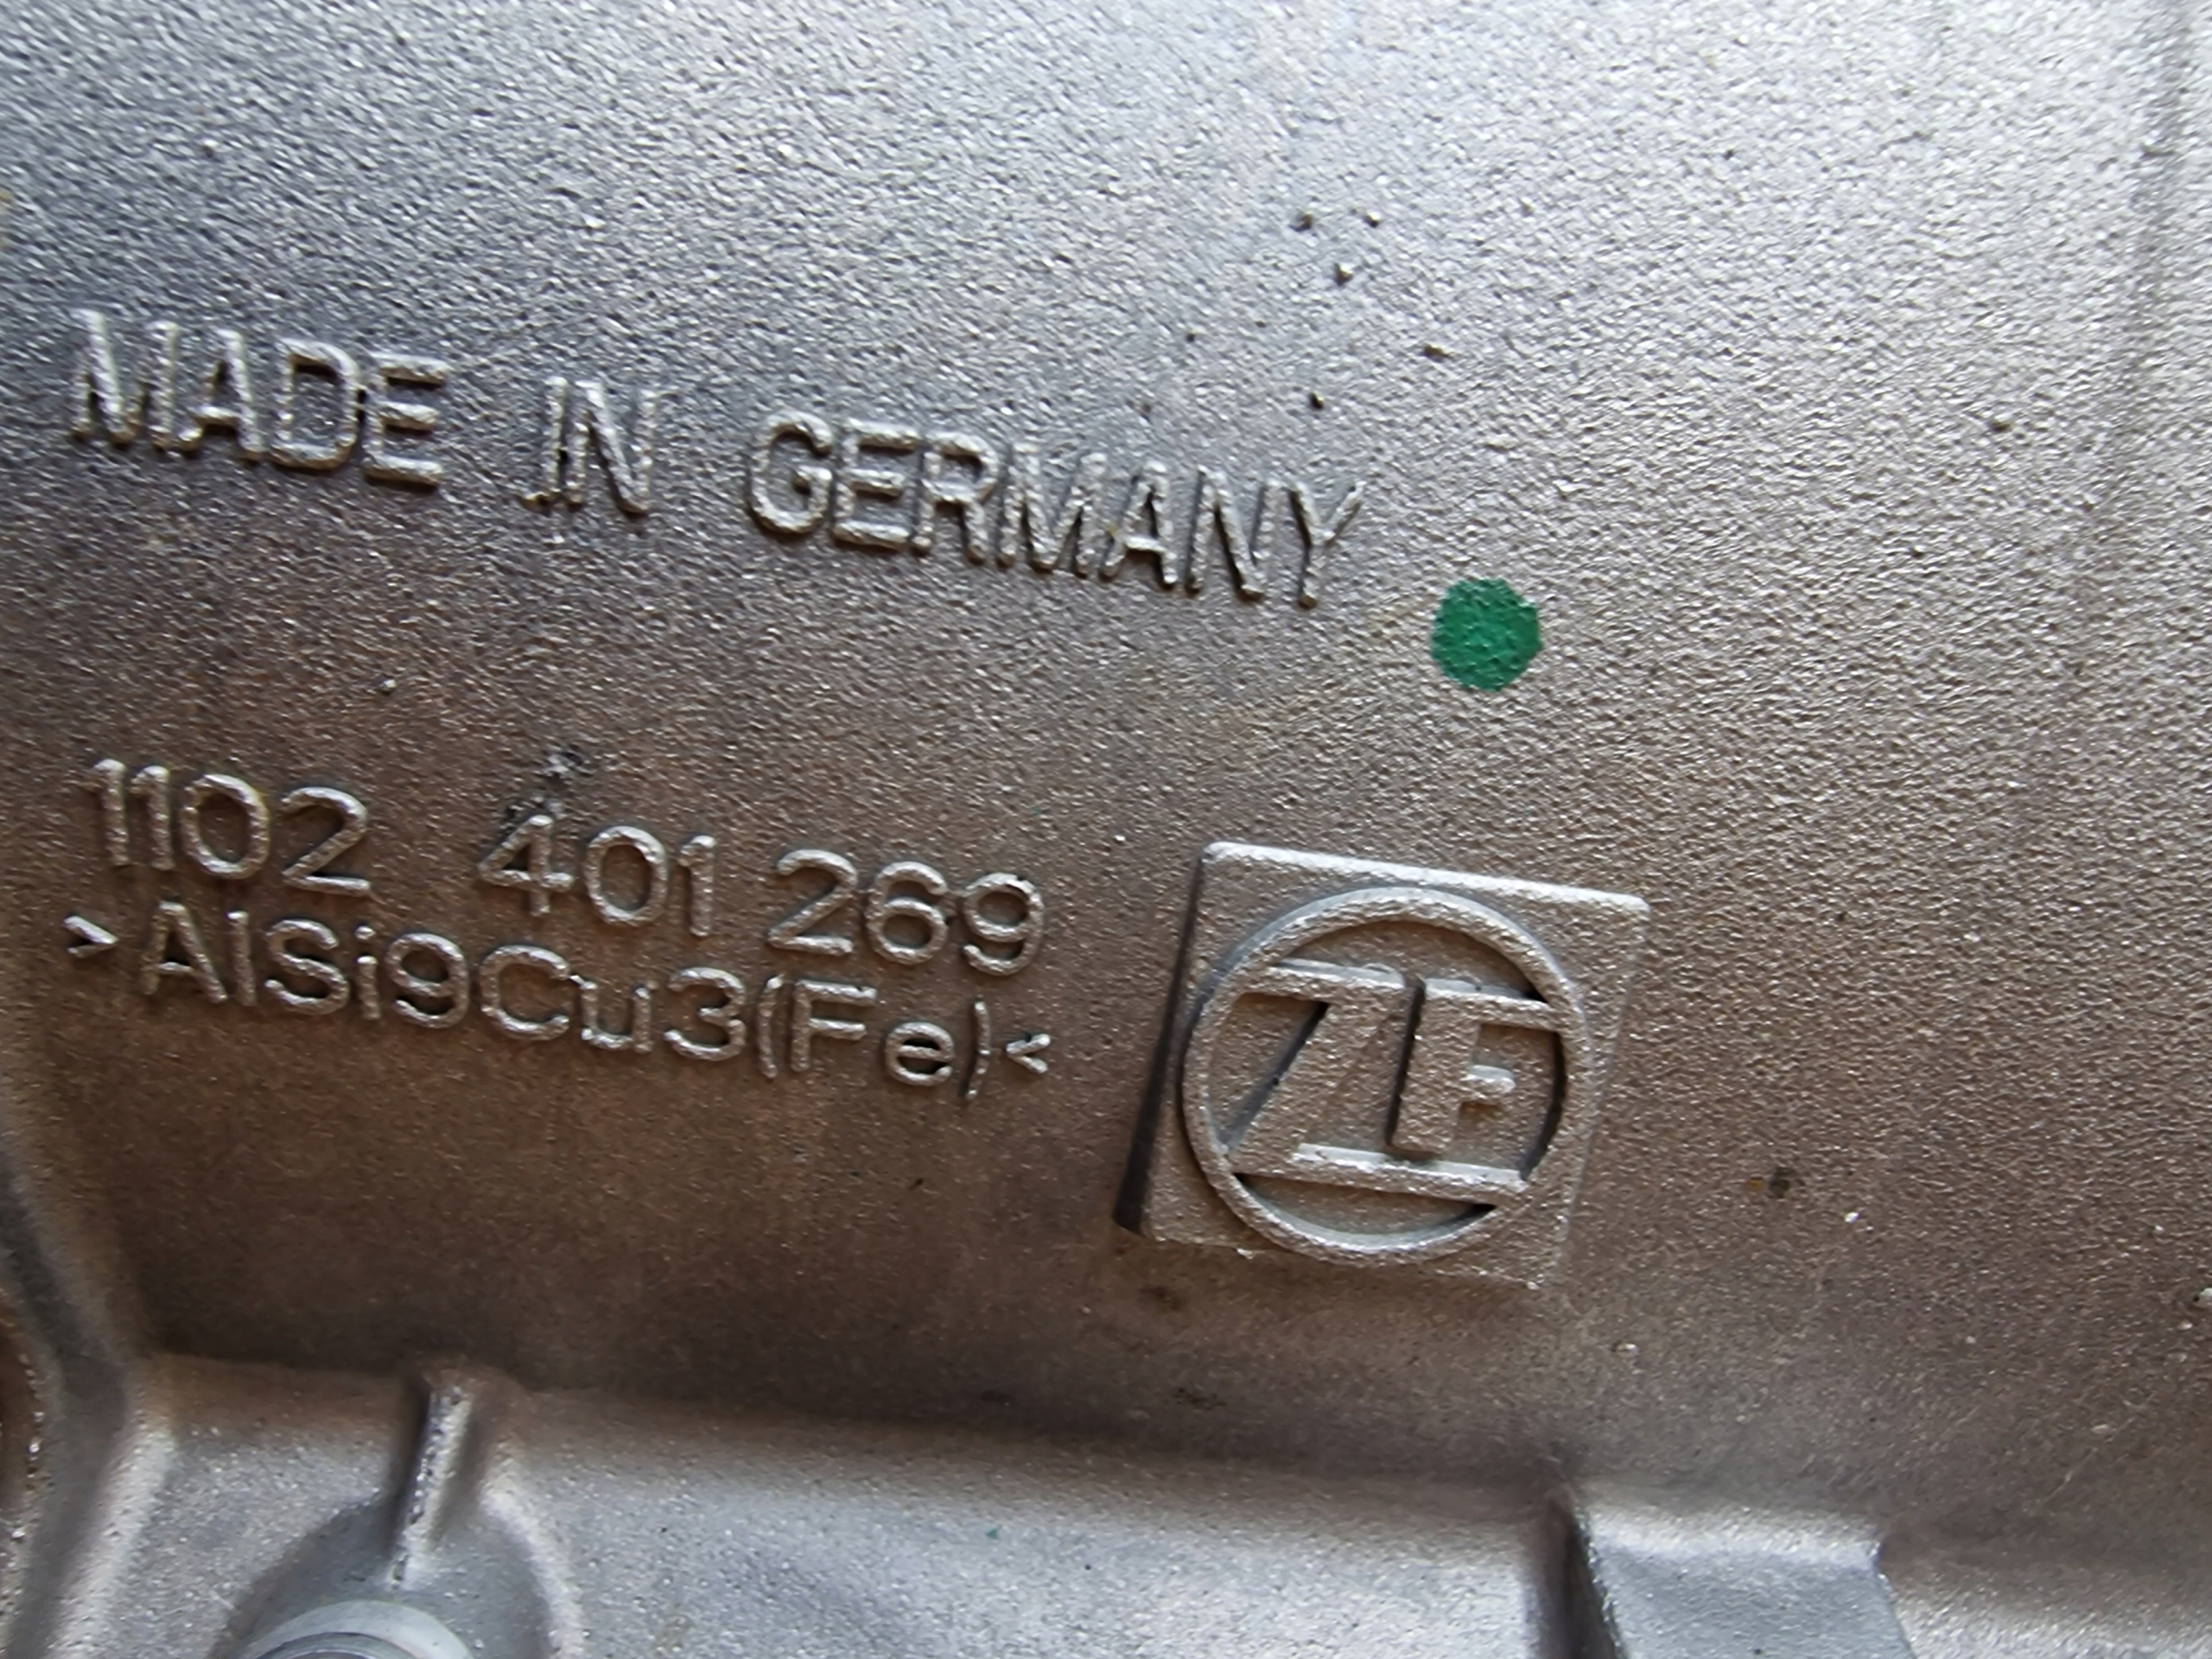 MADE IN GERMANY
1102 401 269
>AlSi9Cu3(Fe)<
ZF